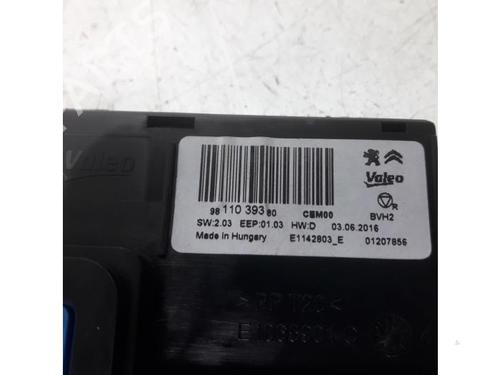 Valeo
Valeo
98 110 393 80
CEM00
BVH2
SW:2.03 EEP:01.03 HW:D 03.06.2016
Made in Hungary E1142803_E 01207856